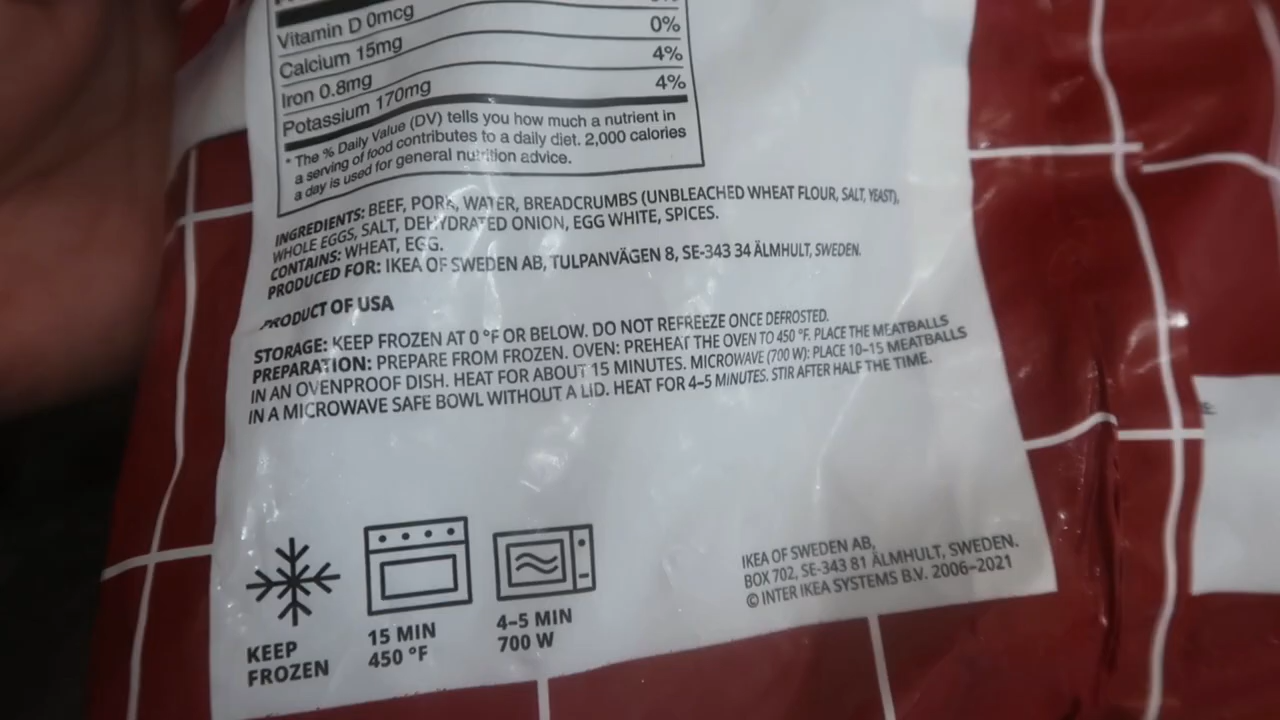 Vitamin D 0mcg
0%
Calcium 15mg
4%
Iron 0.8mg
4%
Potassium 170mg
* The % Daily Value (DV) tells you how much a nutrient in
a serving of food contributes to a daily diet. 2,000 calories
a day is used for general nutrition advice.
INGREDIENTS: BEEF, PORK, WATER, BREADCRUMBS (UNBLEACHED WHEAT FLOUR, SALT, YEAST),
WHOLE EGGS, SALT, DEHYDRATED ONION, EGG WHITE, SPICES.
CONTAINS: WHEAT, EGG.
PRODUCED FOR: IKEA OF SWEDEN AB, TULPANVÄGEN 8, SE-343 34 ÄLMHULT, SWEDEN.
PRODUCT OF USA
STORAGE: KEEP FROZEN AT 0 °F OR BELOW. DO NOT REFREEZE ONCE DEFROSTED.
PREPARATION: PREPARE FROM FROZEN. OVEN: PREHEAT THE OVEN TO 450 °F. PLACE THE MEATBALLS
IN AN OVENPROOF DISH. HEAT FOR ABOUT 15 MINUTES. MICROWAVE (700 W): PLACE 10–15 MEATBALLS
IN A MICROWAVE SAFE BOWL WITHOUT A LID. HEAT FOR 4–5 MINUTES. STIR AFTER HALF THE TIME.
KEEP
FROZEN
15 MIN
450 °F
4–5 MIN
700 W
IKEA OF SWEDEN AB,
BOX 702, SE-343 81 ÄLMHULT, SWEDEN.
© INTER IKEA SYSTEMS B.V. 2006–2021